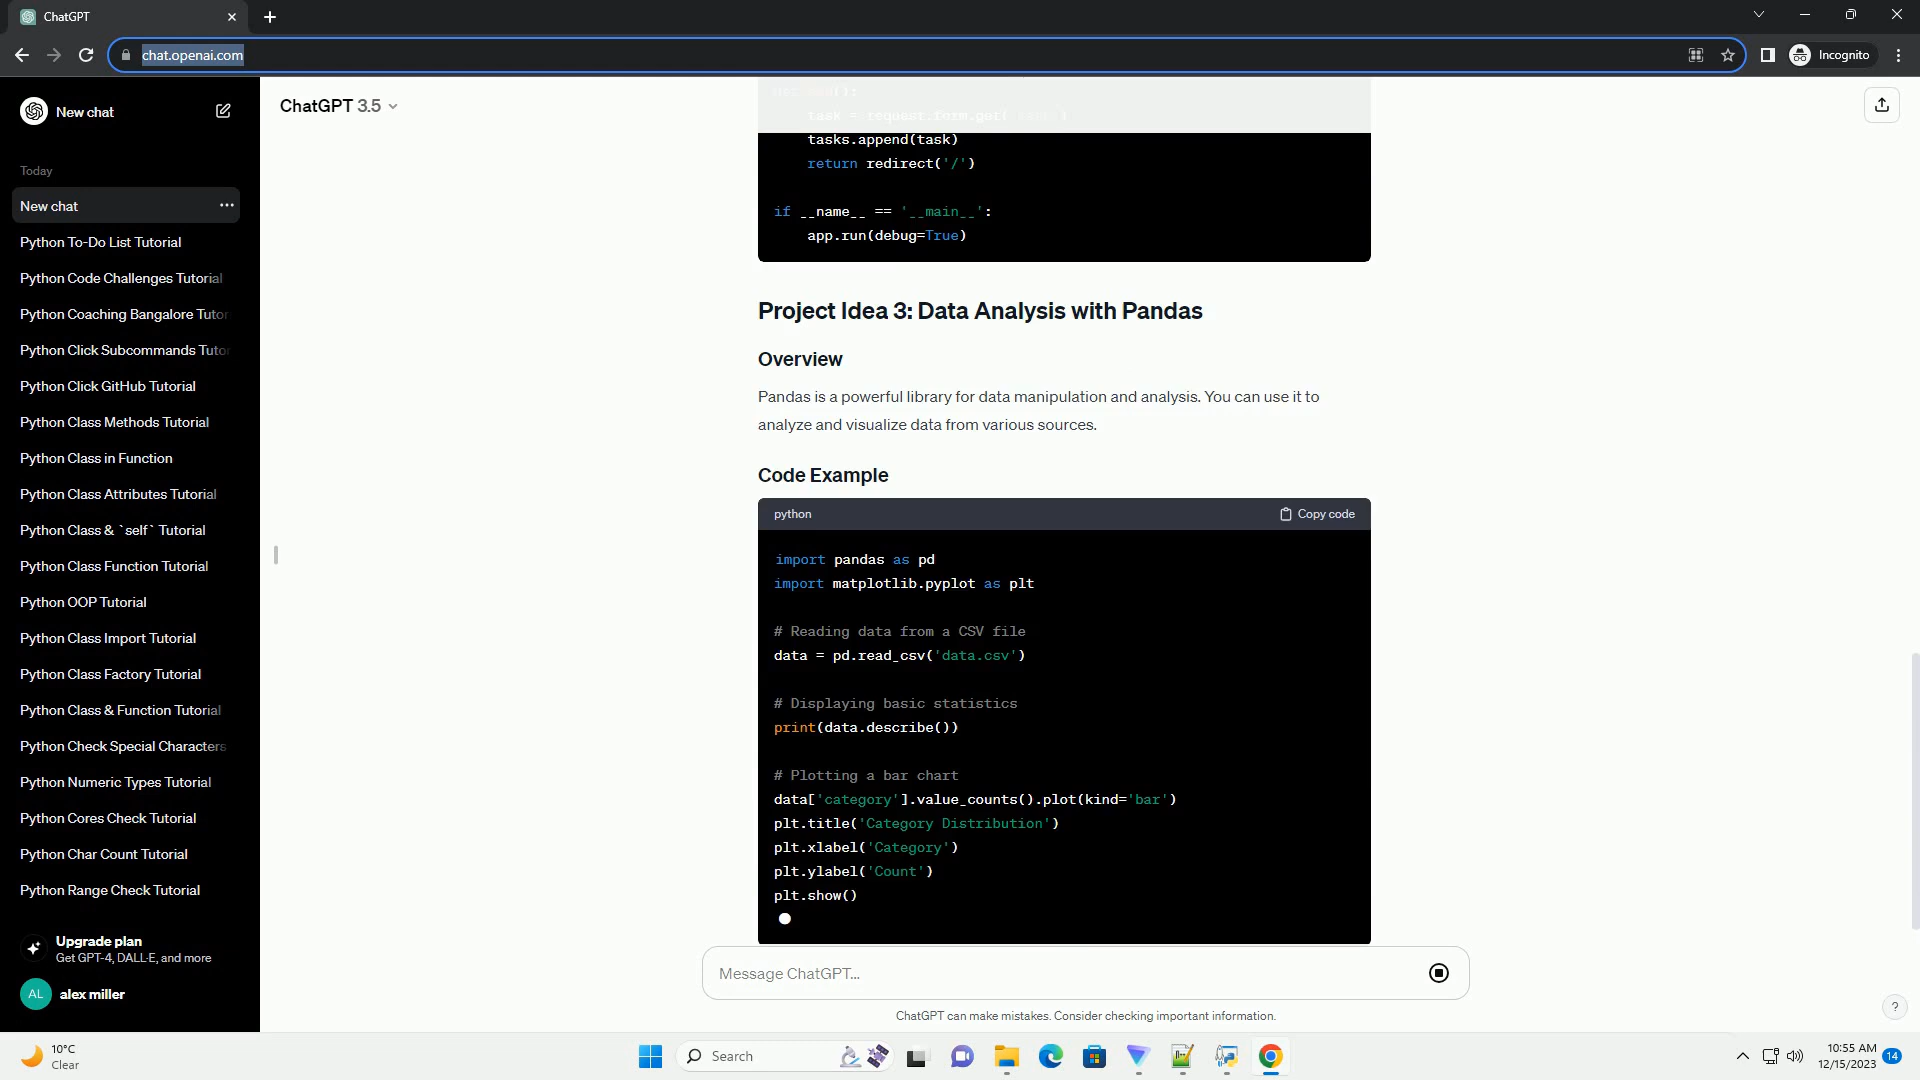 ChatGPT
chat.openai.com
Incognito
New chat
Today
New chat
Python To-Do List Tutorial
Python Code Challenges Tutorial
Python Coaching Bangalore Tutor
Python Click Subcommands Tutor
Python Click GitHub Tutorial
Python Class Methods Tutorial
Python Class in Function
Python Class Attributes Tutorial
Python Class & `self` Tutorial
Python Class Function Tutorial
Python OOP Tutorial
Python Class Import Tutorial
Python Class Factory Tutorial
Python Class & Function Tutorial
Python Check Special Characters
Python Numeric Types Tutorial
Python Cores Check Tutorial
Python Char Count Tutorial
Python Range Check Tutorial
Upgrade plan
Get GPT-4, DALL·E, and more
AL alex miller
ChatGPT 3.5
task = request.form.get(
tasks.append(task)
return redirect('/')
if __name__ == '__main__':
app.run(debug=True)
Project Idea 3: Data Analysis with Pandas
Overview
Pandas is a powerful library for data manipulation and analysis. You can use it to
analyze and visualize data from various sources.
Code Example
python Copy code
import pandas as pd
import matplotlib.pyplot as plt
# Reading data from a CSV file
data = pd.read_csv('data.csv')
# Displaying basic statistics
print(data.describe())
# Plotting a bar chart
data['category'].value_counts().plot(kind='bar')
plt.title('Category Distribution')
plt.xlabel('Category')
plt.ylabel('Count')
plt.show()
Message ChatGPT...
ChatGPT can make mistakes. Consider checking important information.
?
10°C
Clear
Search
10:55 AM
12/15/2023
14